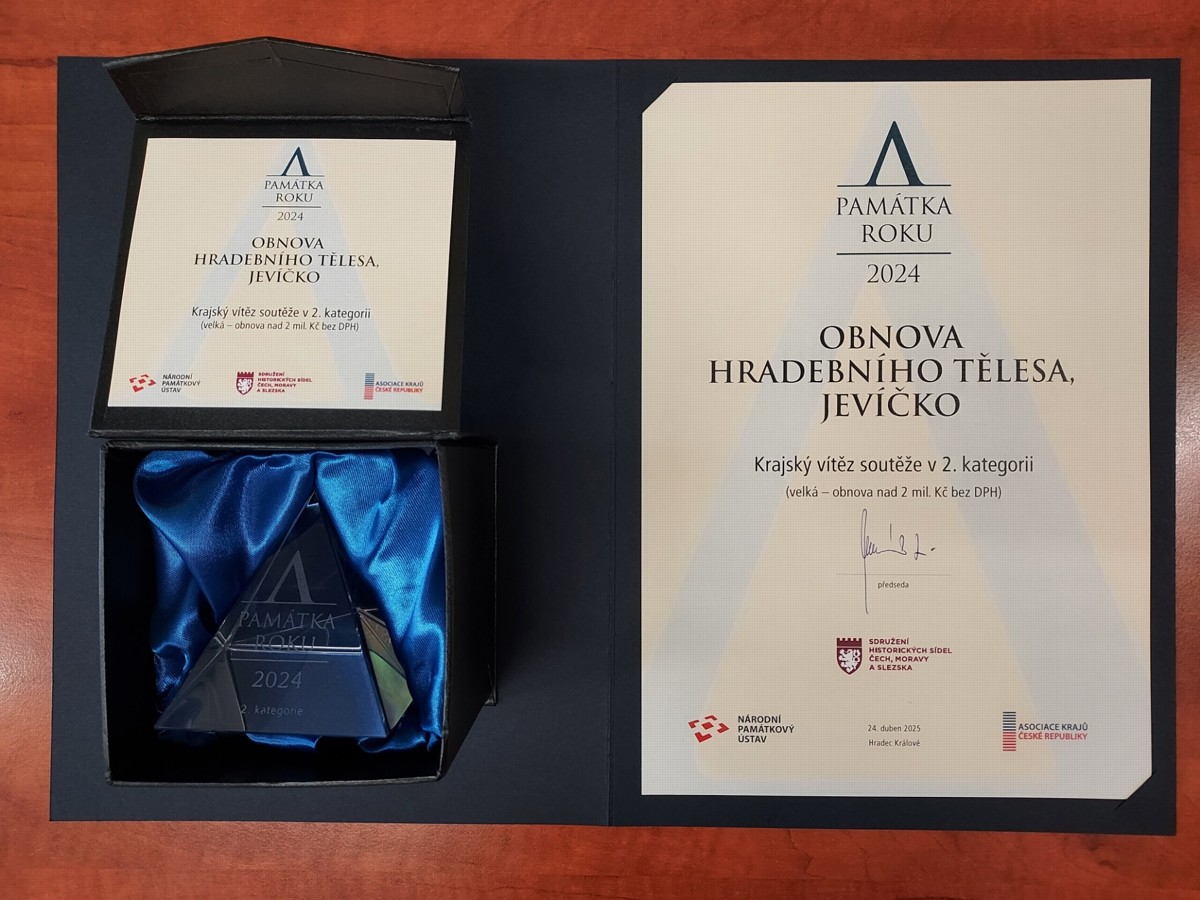 Λ
PAMÁTKA
ROKU
2024
OBNOVA
HRADEBNÍHO TĚLESA,
JEVÍČKO
Krajský vítěz soutěže v 2. kategorii
(velká – obnova nad 2 mil. Kč bez DPH)
NÁRODNÍ
PAMÁTKOVÝ
ÚSTAV
SDRUŽENÍ
HISTORICKÝCH SÍDEL
ČECH, MORAVY
A SLEZSKA
ASOCIACE KRAJŮ
ČESKÉ REPUBLIKY
Λ
PAMÁTKA
ROKU
2024
2. kategorie
Λ
PAMÁTKA
ROKU
2024
OBNOVA
HRADEBNÍHO TĚLESA,
JEVÍČKO
Krajský vítěz soutěže v 2. kategorii
(velká – obnova nad 2 mil. Kč bez DPH)
předseda
SDRUŽENÍ
HISTORICKÝCH SÍDEL
ČECH, MORAVY
A SLEZSKA
NÁRODNÍ
PAMÁTKOVÝ
ÚSTAV
24. duben 2025
Hradec Králové
ASOCIACE KRAJŮ
ČESKÉ REPUBLIKY